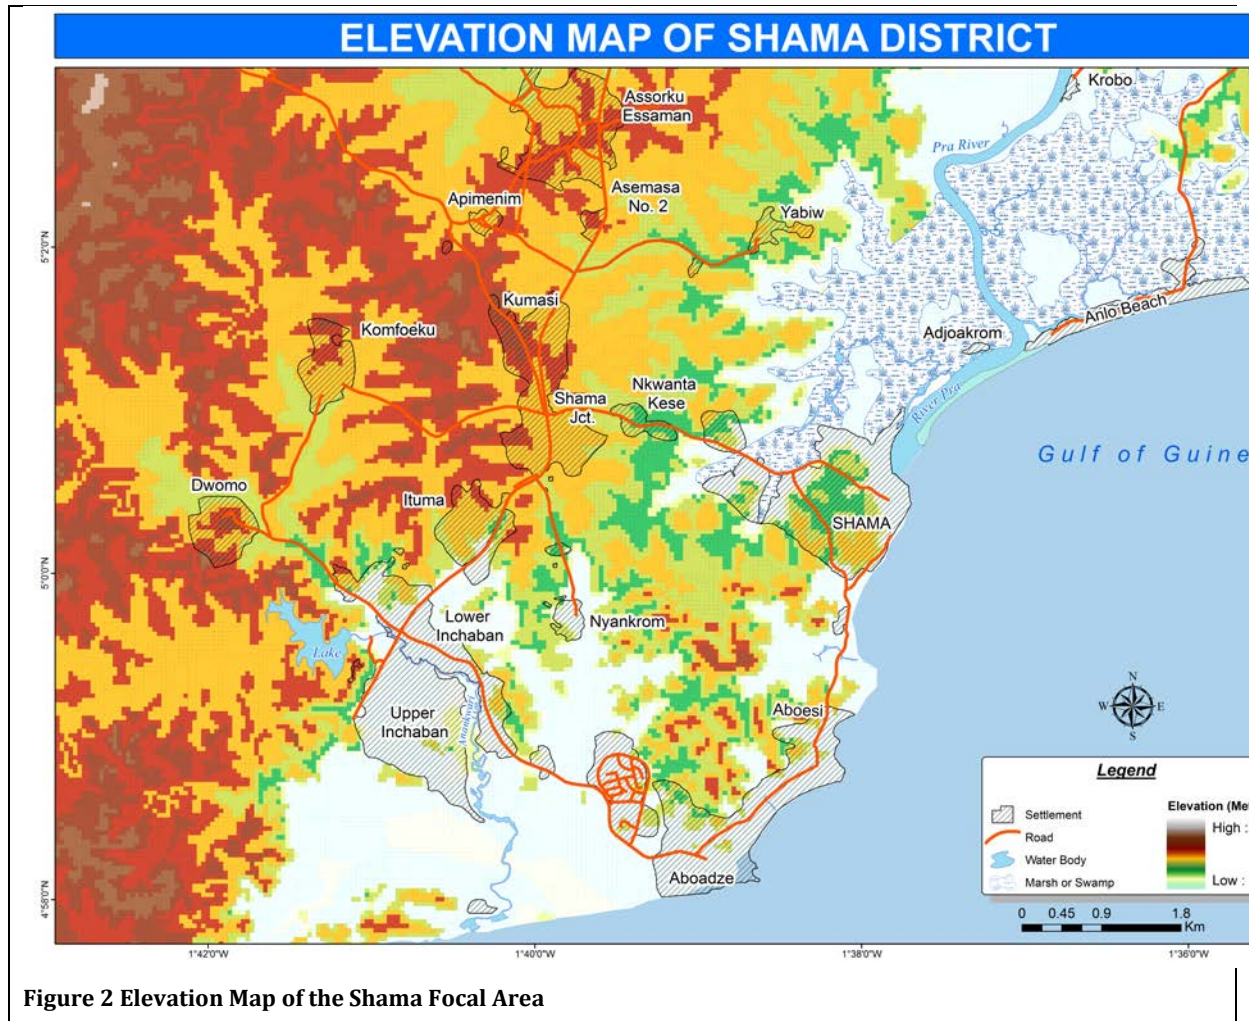 ELEVATION MAP OF SHAMA DISTRICT
Krobo
Assorku
Essaman
Pra River
Apimenim
Asemasa
No. 2
Yabiw
5°2'0"N
Kumasi
Komfoeku
Anlo Beach
Adjoakrom
Nkwanta
Kese
River Pra
Shama
Jct.
Gulf of Guine
Dwomo
Ituma
SHAMA
5°0'0"N
Lower
Inchaban
Nyankrom
Lake
N
W E
S
Upper
Inchaban
Anankwari
Aboesi
Legend
Settlement
Road
Water Body
Marsh or Swamp
Elevation (Me
High :
Low :
Aboadze
4°58'0"N
0 0.45 0.9 1.8
Km
1°42'0"W 1°40'0"W 1°38'0"W 1°36'0"W
Figure 2 Elevation Map of the Shama Focal Area